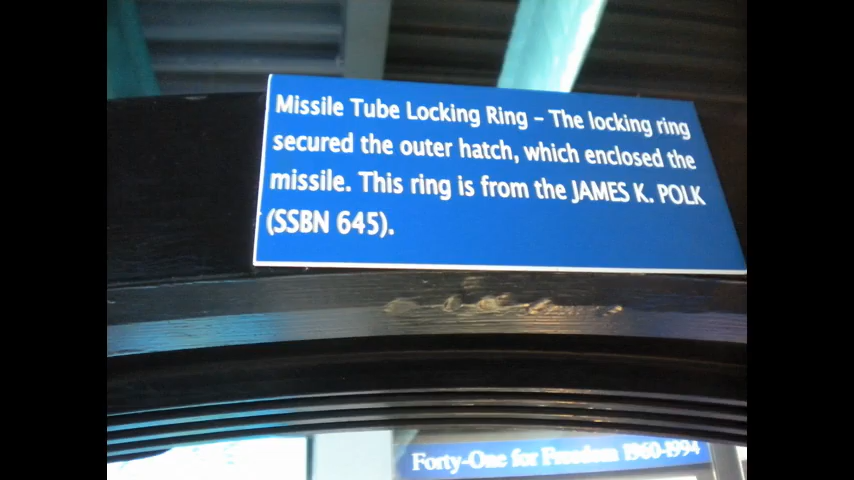 Missile Tube Locking Ring – The locking ring
secured the outer hatch, which enclosed the
missile. This ring is from the JAMES K. POLK
(SSBN 645).
Forty-One for Freedom 1960-1994